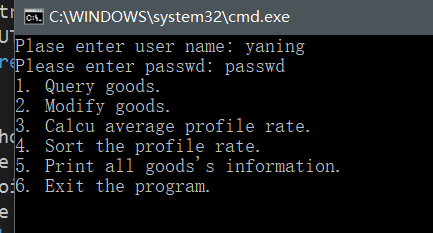 C:\WINDOWS\system32\cmd.exe
Plase enter user name: yaning
Please enter passwd: passwd
1. Query goods.
2. Modify goods.
3. Calcu average profile rate.
4. Sort the profile rate.
5. Print all goods's information.
6. Exit the program.